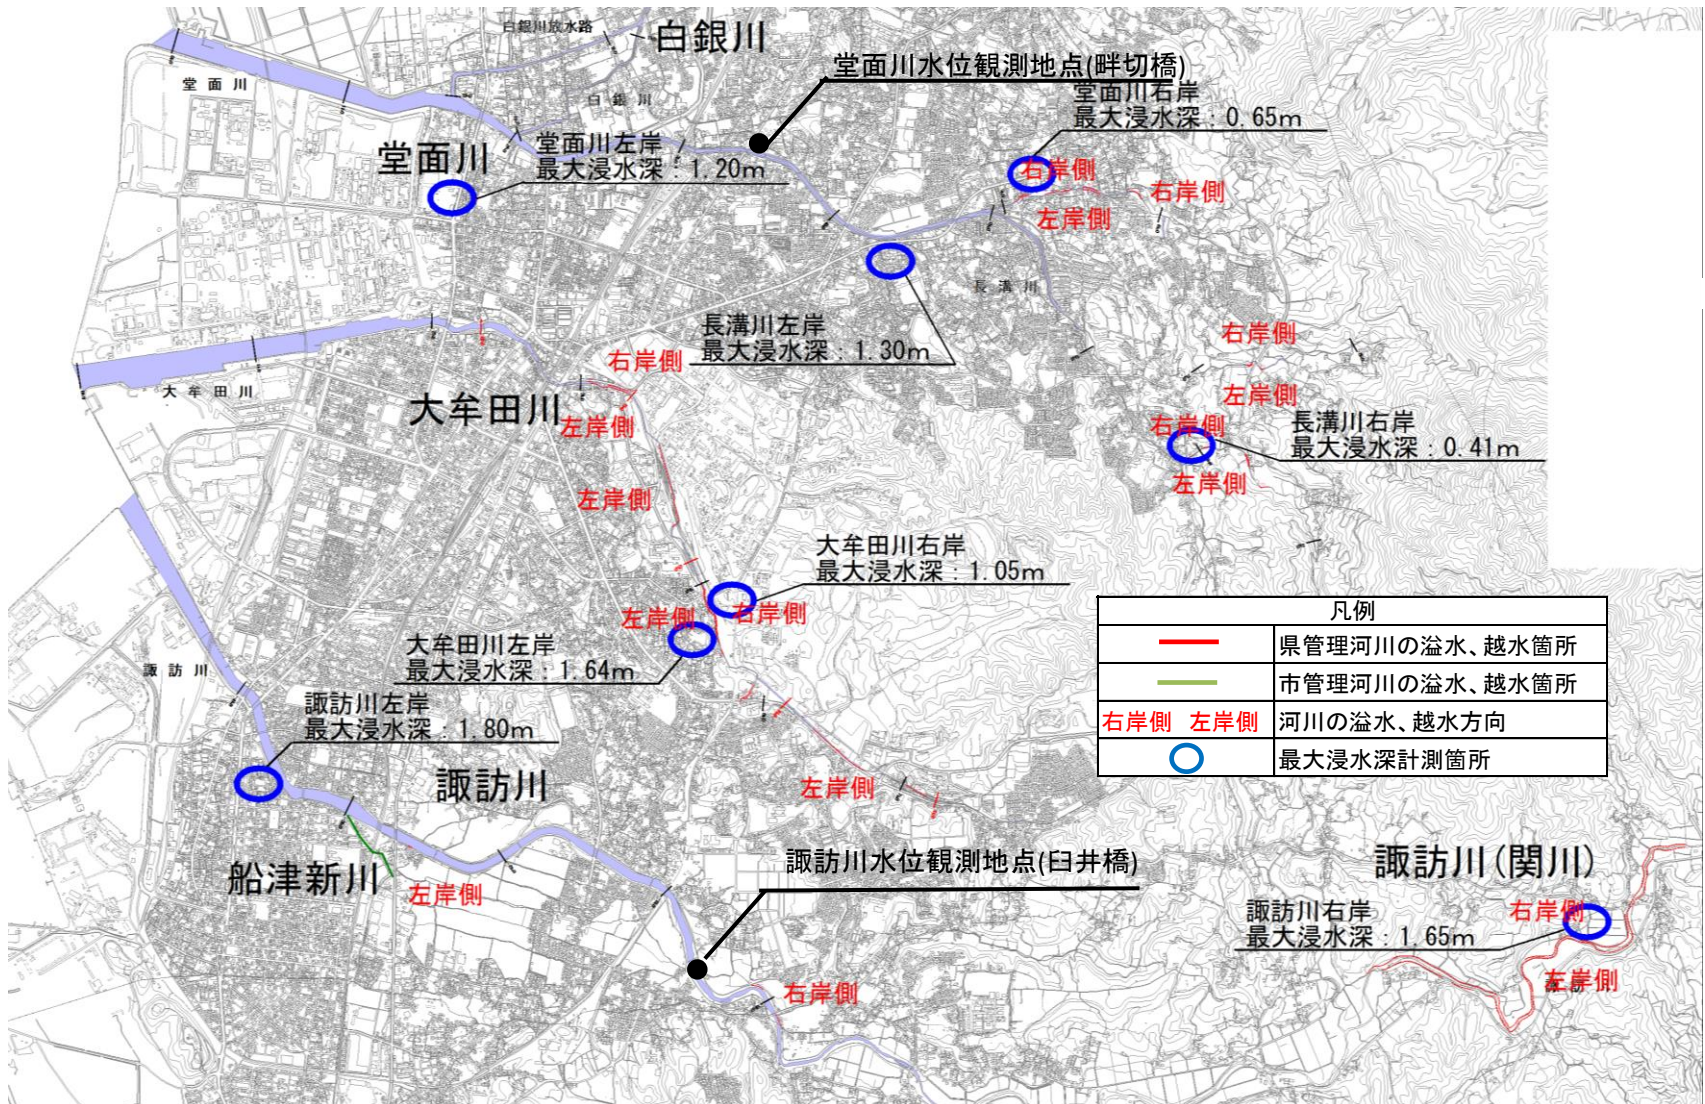 白銀川放水路
白銀川
堂面川水位観測地点(畔切橋)
堂面川
白銀川
堂面川右岸
最大浸水深：0.65m
堂面川
堂面川左岸
最大浸水深：1.20m
右岸側
右岸側
左岸側
長溝川
長溝川左岸
最大浸水深：1.30m
右岸側
右岸側
大牟田川
大牟田川
左岸側
左岸側
右岸側
長溝川右岸
最大浸水深：0.41m
左岸側
左岸側
大牟田川右岸
最大浸水深：1.05m
左岸側
右岸側
大牟田川左岸
最大浸水深：1.64m
凡例
県管理河川の溢水、越水箇所
市管理河川の溢水、越水箇所
右岸側 左岸側 河川の溢水、越水方向
最大浸水深計測箇所
諏訪川
諏訪川左岸
最大浸水深：1.80m
諏訪川
左岸側
船津新川
左岸側
諏訪川水位観測地点(臼井橋)
諏訪川(関川)
諏訪川右岸
最大浸水深：1.65m
右岸側
左岸側
右岸側